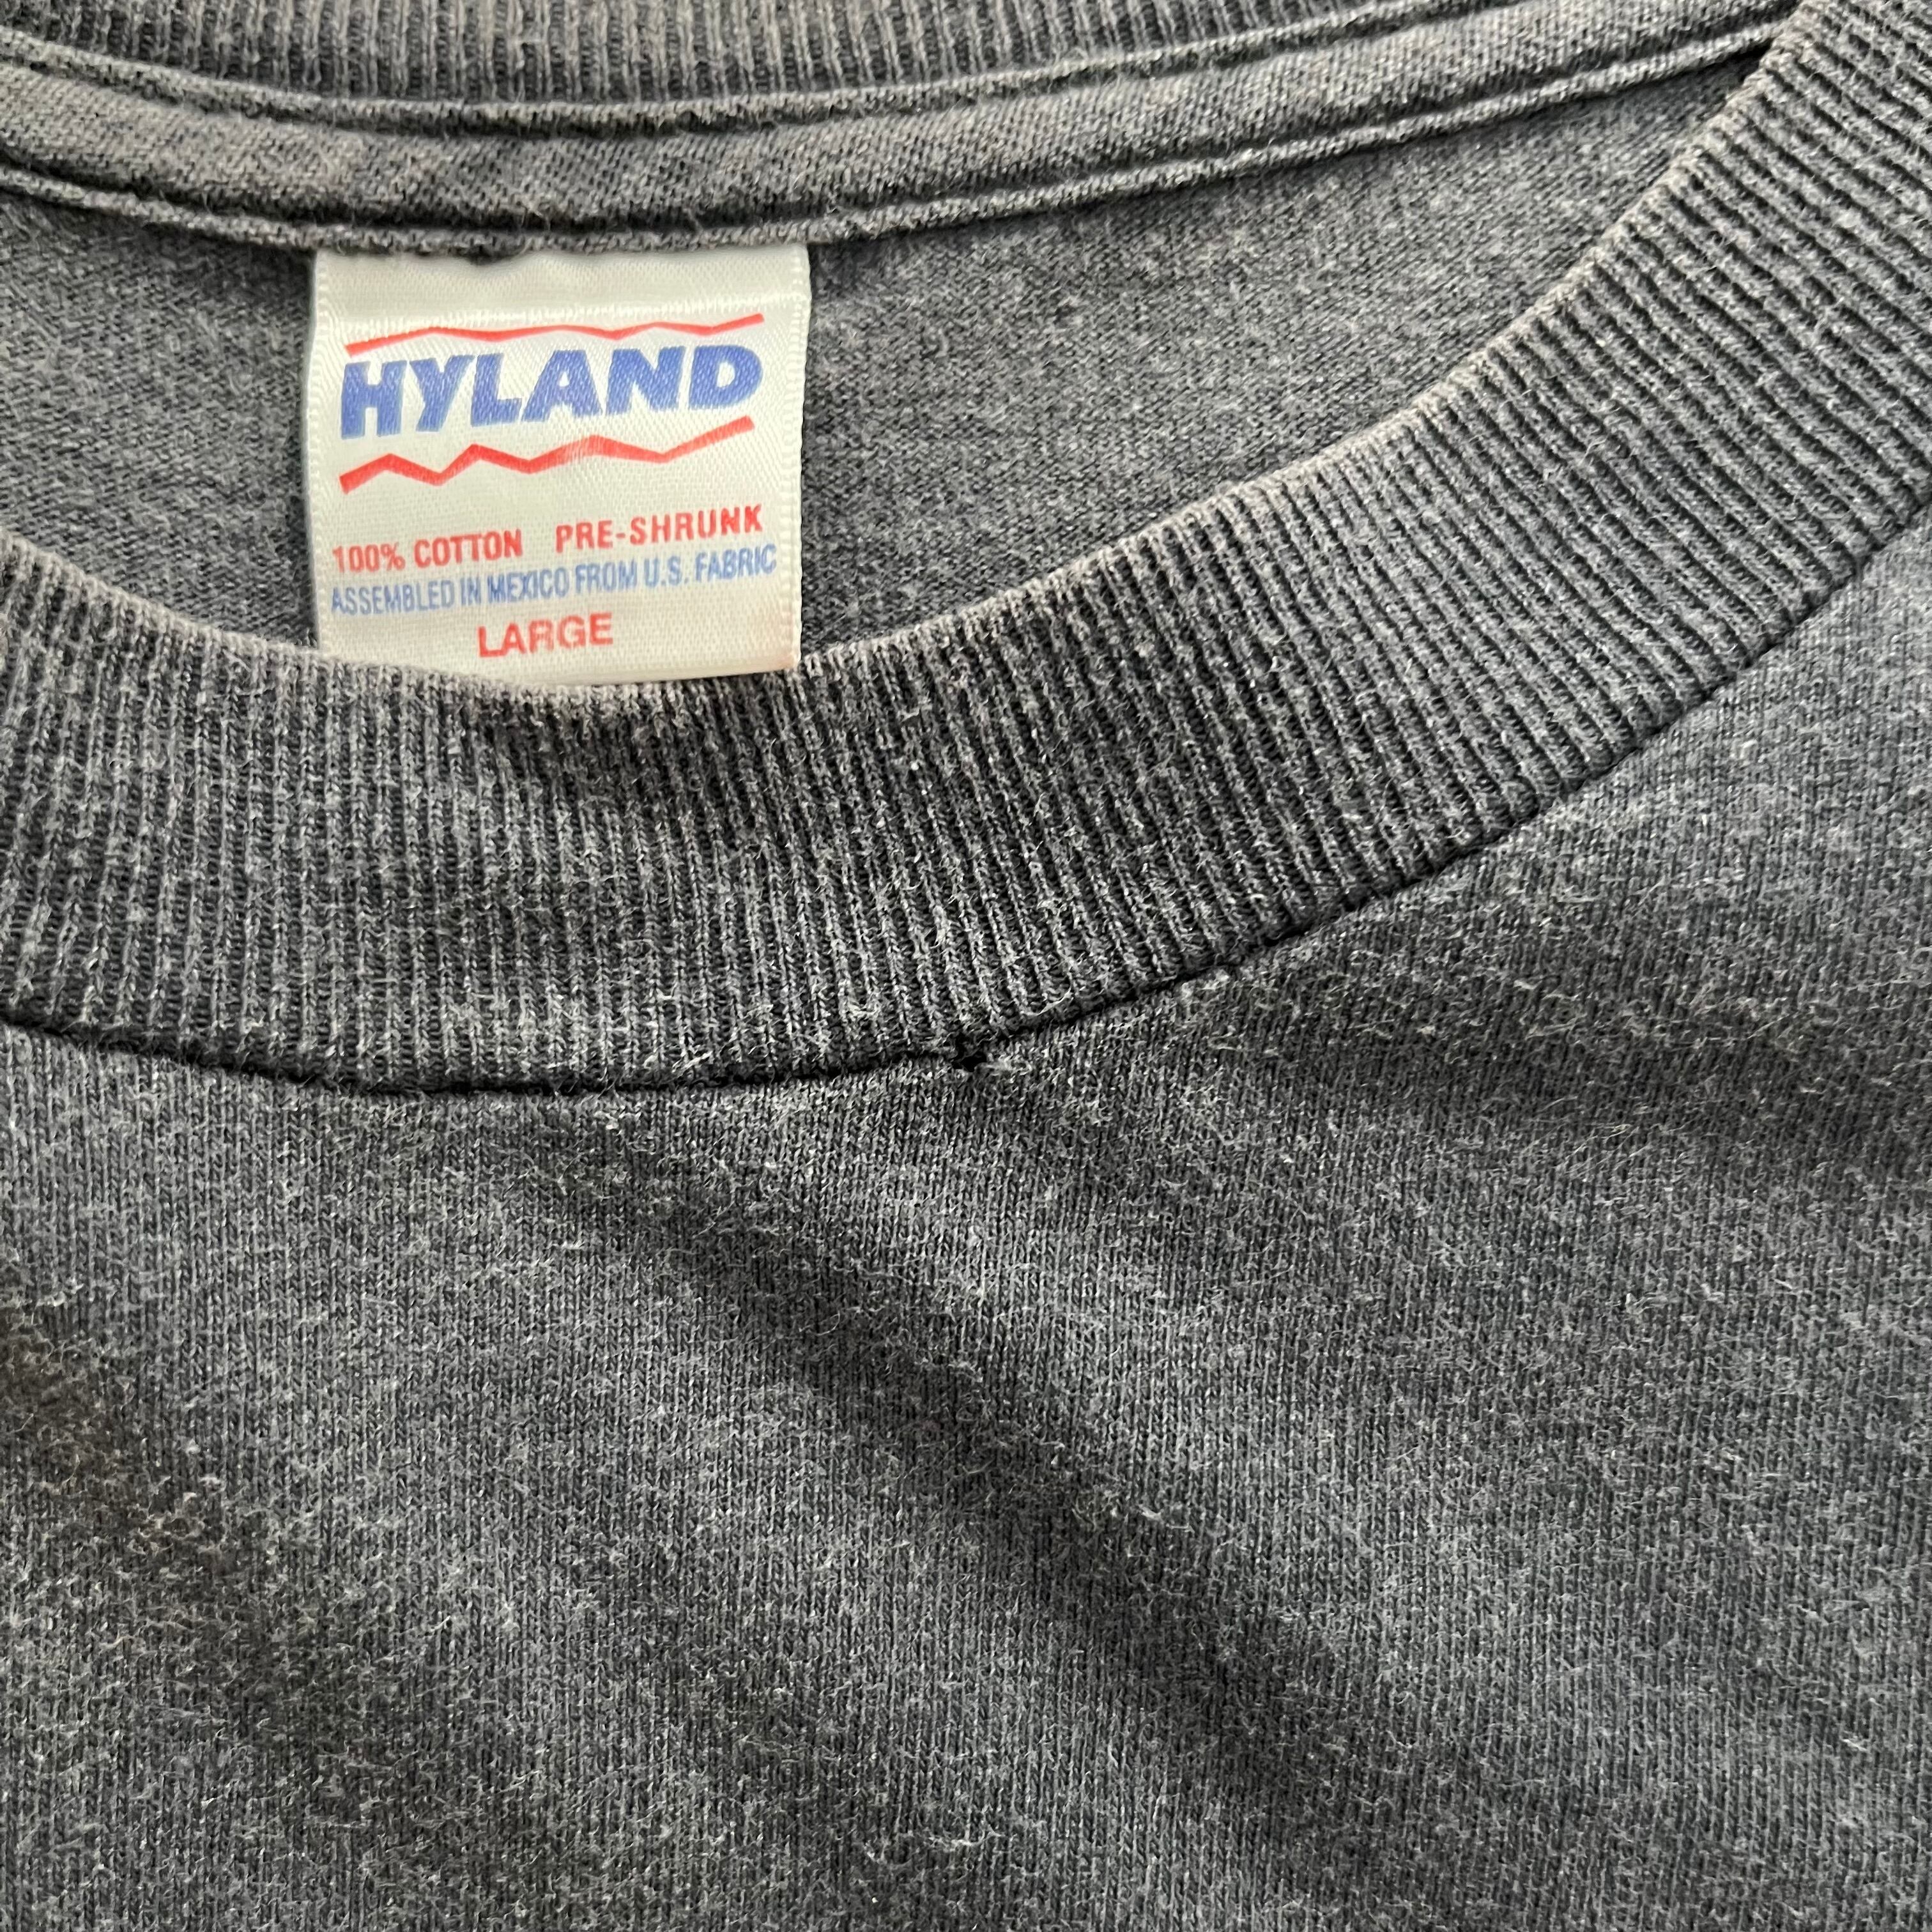 HYLAND
100% COTTON PRE-SHRUNK
ASSEMBLED IN MEXICO FROM U.S. FABRIC
LARGE